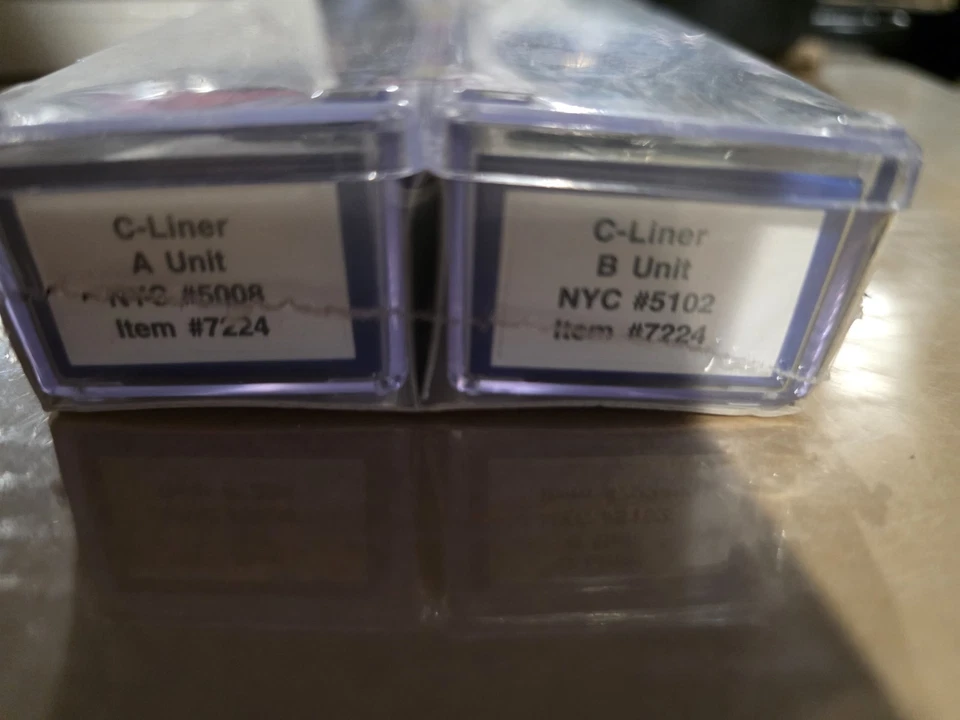 C-Liner
A Unit
NYC #5008
Item #7224
C-Liner
B Unit
NYC #5102
Item #7224